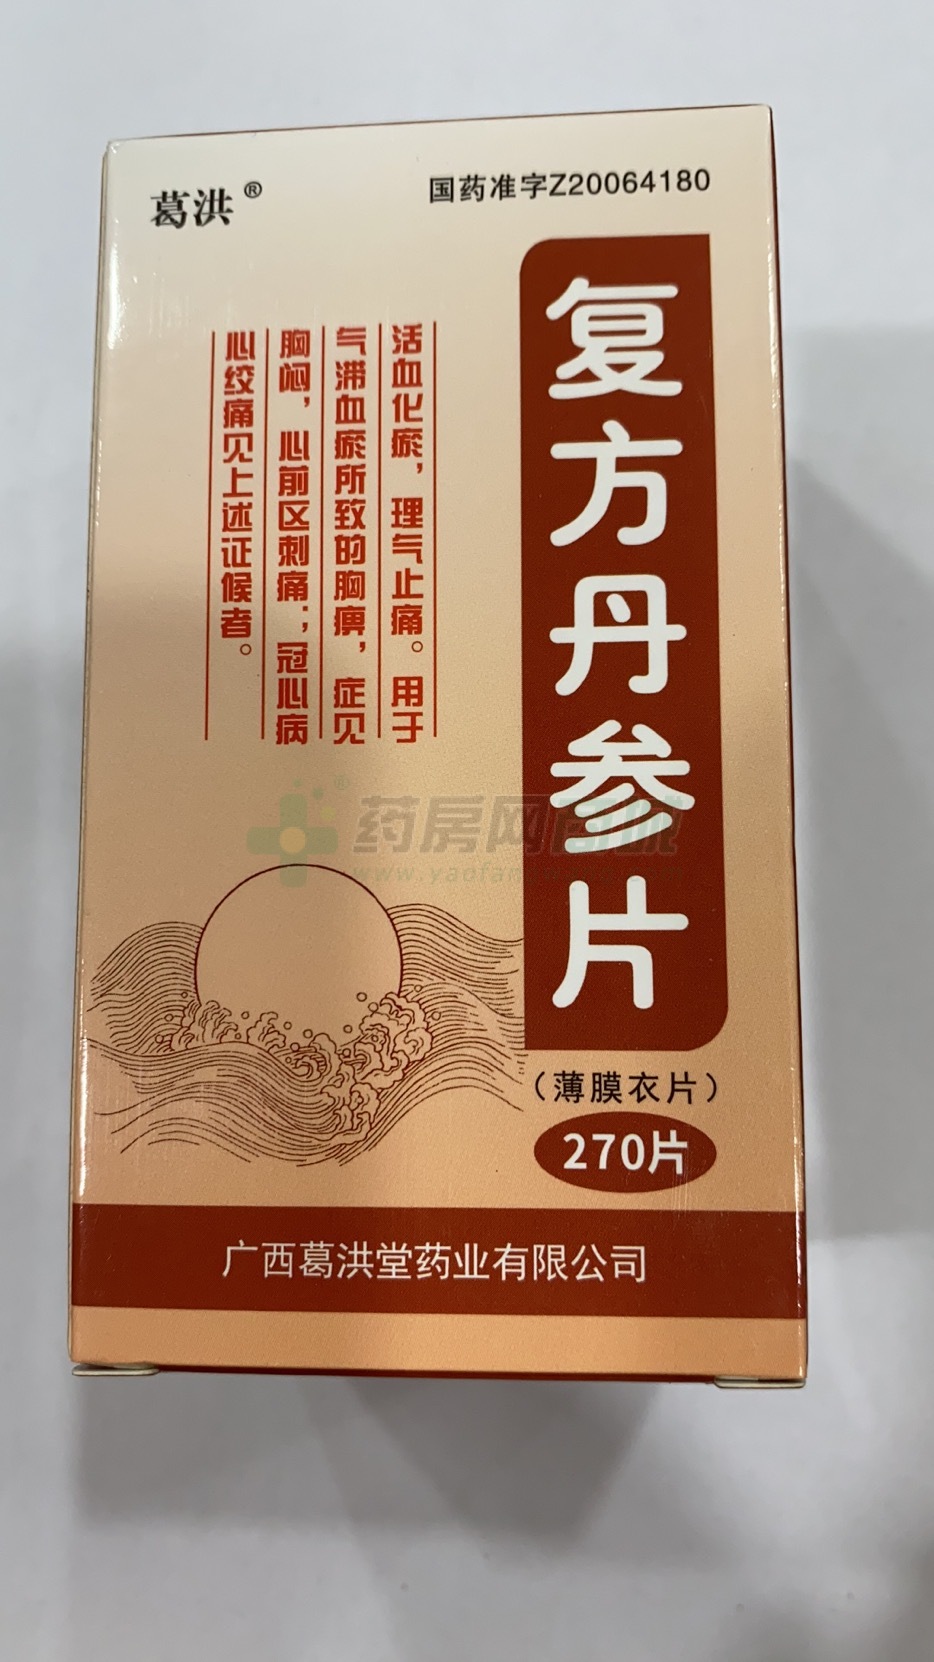 葛洪®
国药准字Z20064180
复方丹参片
活血化瘀，理气止痛。用于
气滞血瘀所致的胸痹，症见
胸闷，心前区刺痛；冠心病
心绞痛见上述证候者。
药房网商城
（薄膜衣片）
270片
广西葛洪堂药业有限公司